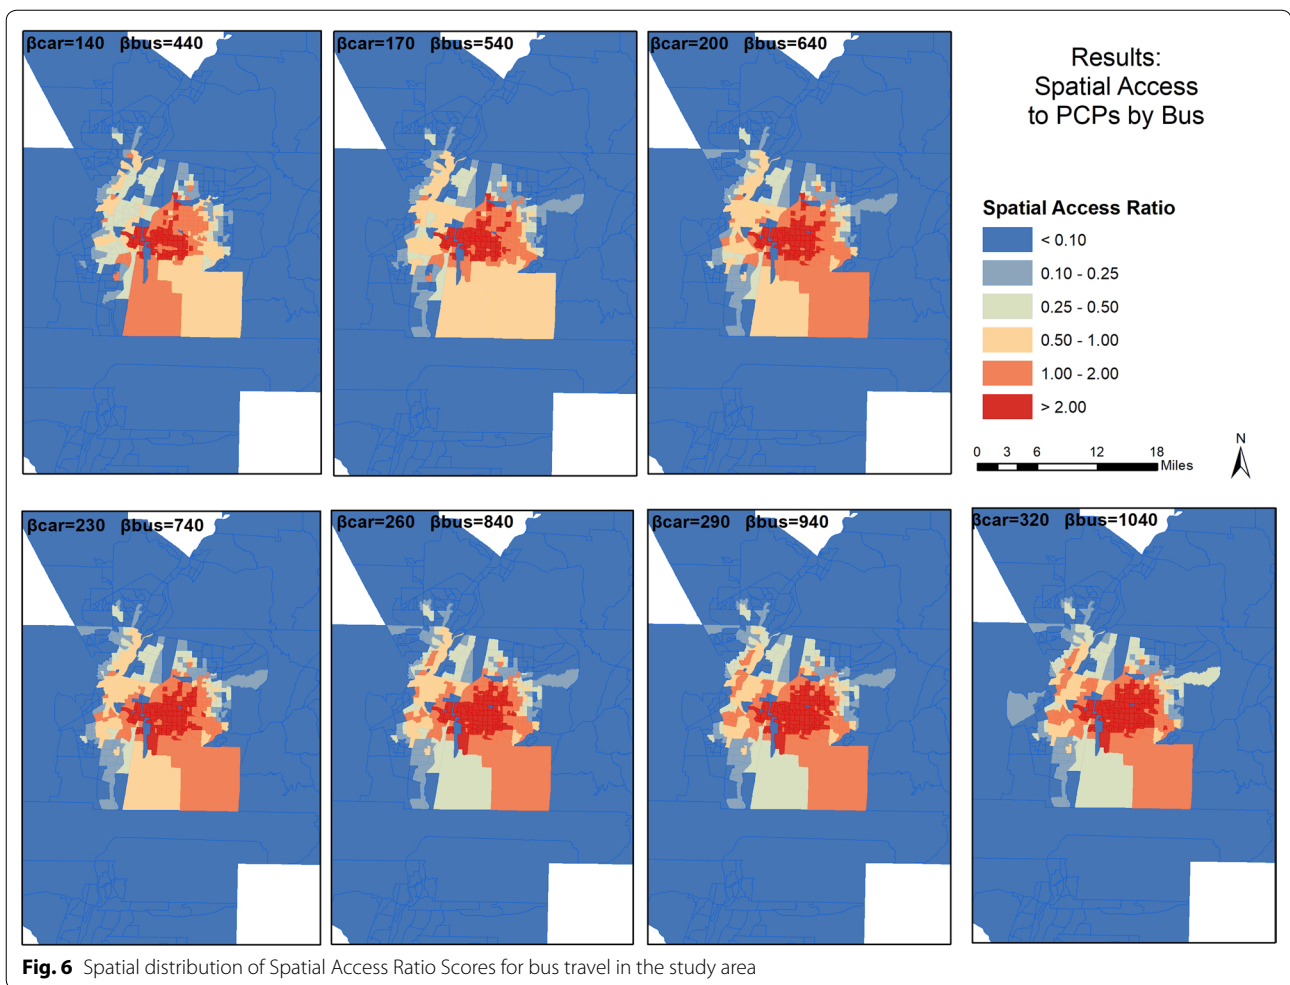 βcar=140 βbus=440
βcar=170 βbus=540
βcar=200 βbus=640
Results:
Spatial Access
to PCPs by Bus
Spatial Access Ratio
< 0.10
0.10 - 0.25
0.25 - 0.50
0.50 - 1.00
1.00 - 2.00
> 2.00
N
0 3 6 12 18
Miles
βcar=230 βbus=740
βcar=260 βbus=840
βcar=290 βbus=940
βcar=320 βbus=1040
Fig. 6 Spatial distribution of Spatial Access Ratio Scores for bus travel in the study area